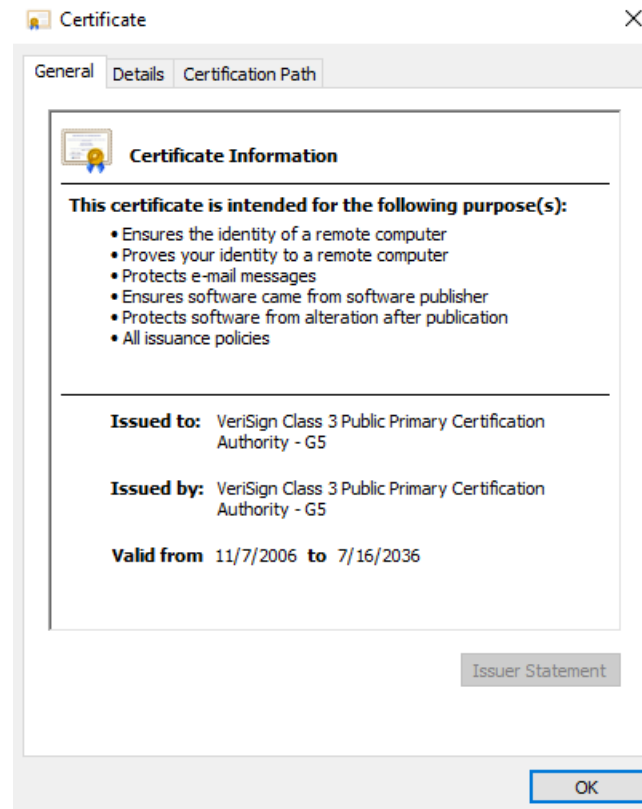 Certificate
General Details Certification Path
Certificate Information
This certificate is intended for the following purpose(s):
• Ensures the identity of a remote computer
• Proves your identity to a remote computer
• Protects e-mail messages
• Ensures software came from software publisher
• Protects software from alteration after publication
• All issuance policies
Issued to: VeriSign Class 3 Public Primary Certification
Authority - G5
Issued by: VeriSign Class 3 Public Primary Certification
Authority - G5
Valid from 11/7/2006 to 7/16/2036
Issuer Statement
OK